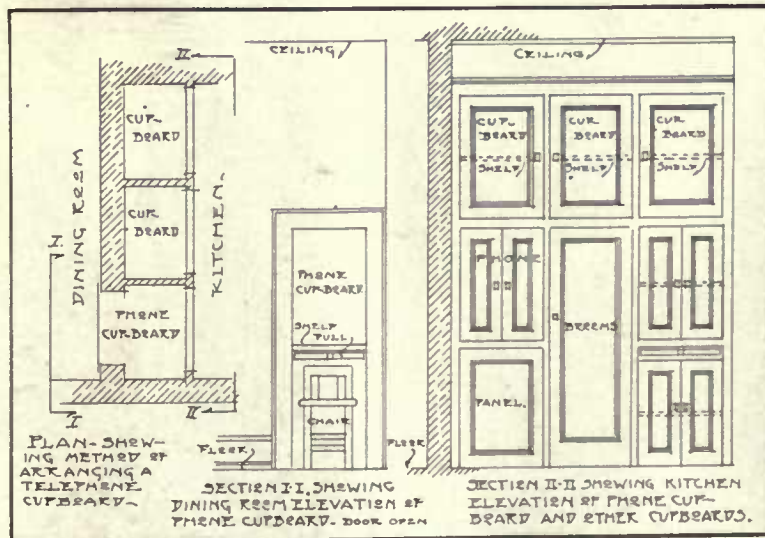 II
CUP-
BOARD
CUP
BOARD
PHONE
CUPBOARD
DINING ROOM
KITCHEN.
I
I
II
PLAN-SHOW-
ING METHOD OF
ARRANGING A
TELEPHONE
CUPBOARD-
CEILING
PHONE
CUPBOARD
SHELF
PULL
CHAIR
FLOOR
SECTION I-I, SHOWING
DINING ROOM ELEVATION OF
PHONE CUPBOARD. DOOR OPEN
CEILING
CUP-
BOARD
SHELF
CUP
BOARD
SHELF
CUP
BOARD
SHELF
PHONE
BROOMS
PANEL.
FLOOR
SECTION II-II SHOWING KITCHEN
ELEVATION OF PHONE CUP-
BOARD AND OTHER CUPBOARDS.